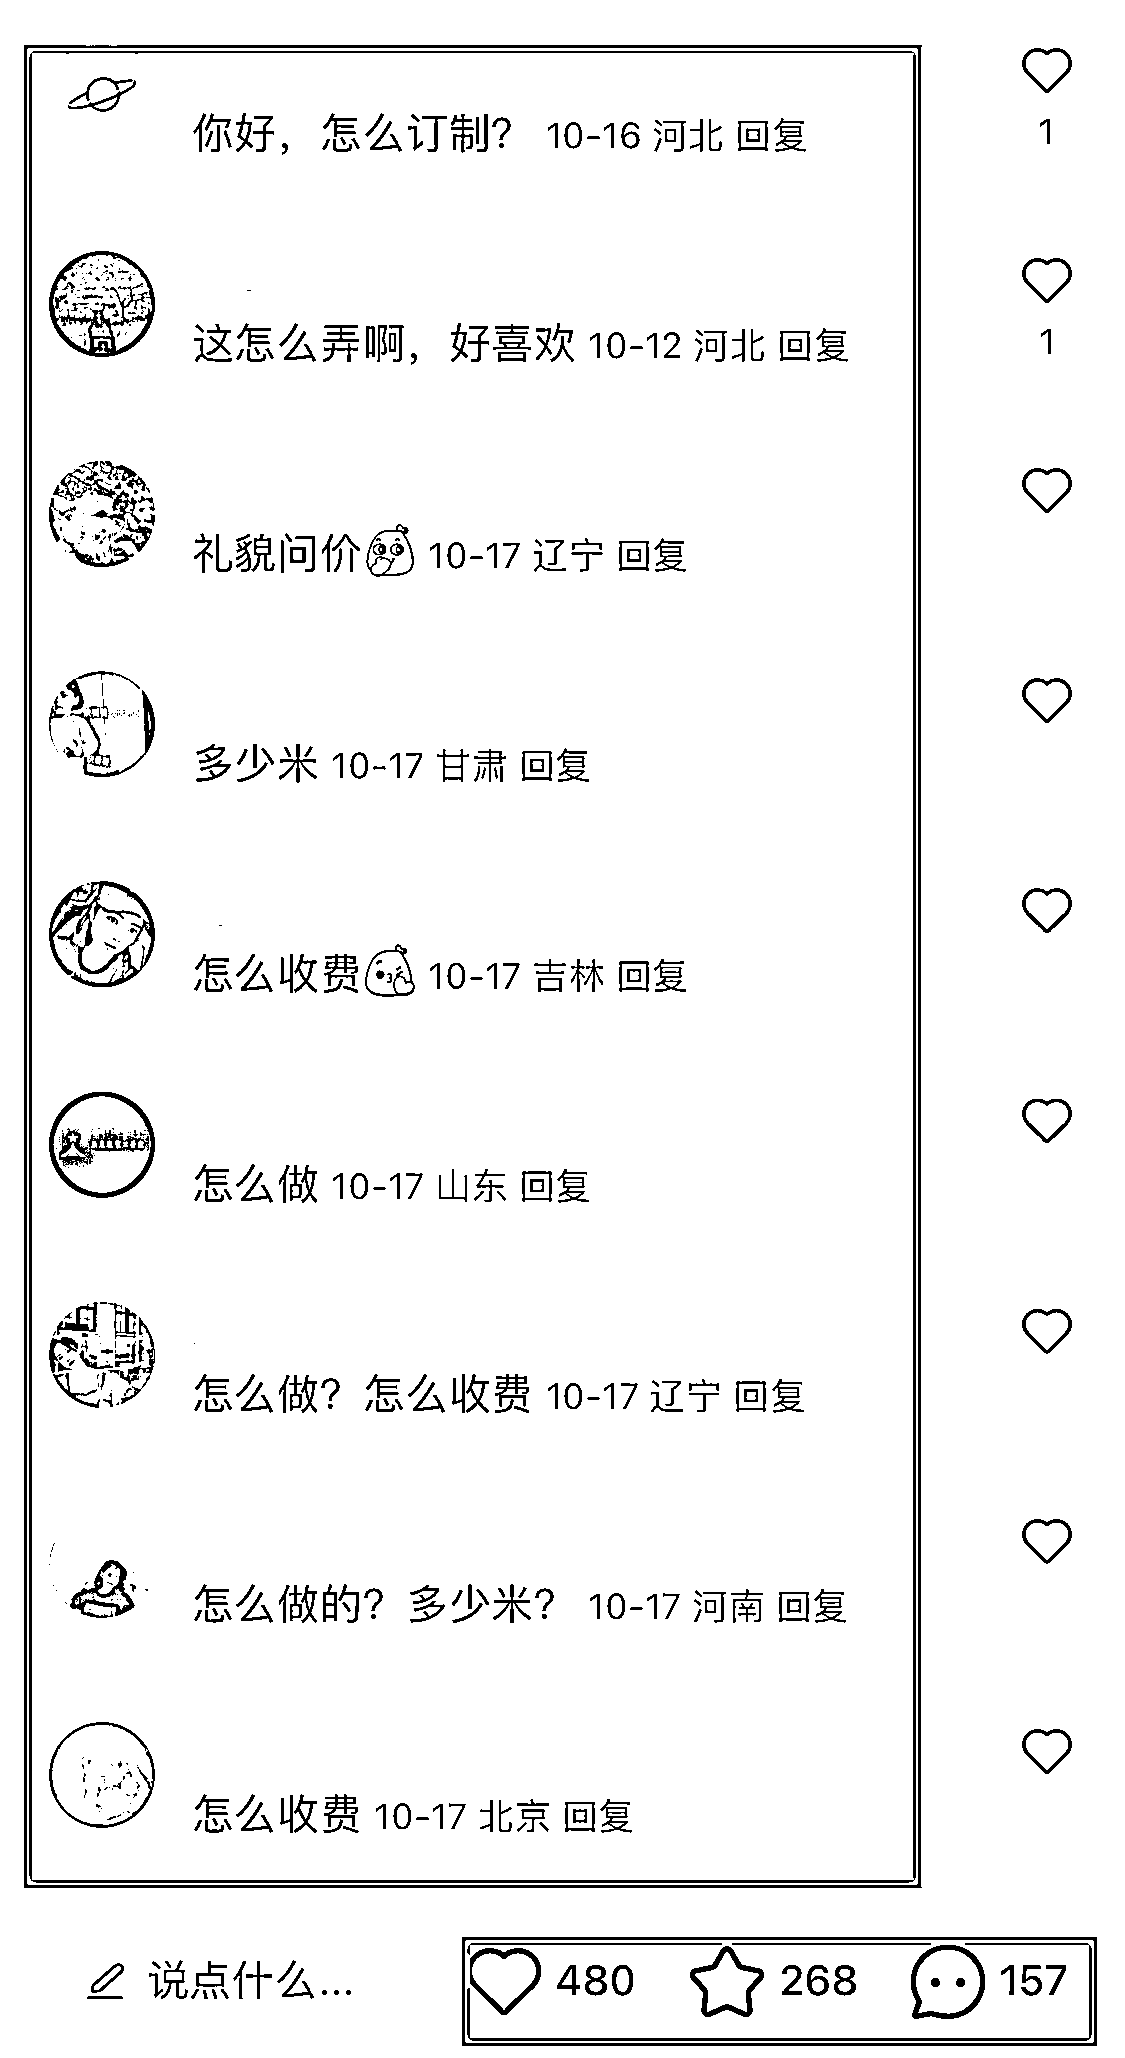 你好，怎么订制？ 10-16 河北 回复
1
这怎么弄啊，好喜欢 10-12 河北 回复
1
礼貌问价 10-17 辽宁 回复
多少米 10-17 甘肃 回复
怎么收费 10-17 吉林 回复
怎么做 10-17 山东 回复
怎么做？怎么收费 10-17 辽宁 回复
怎么做的？多少米？ 10-17 河南 回复
怎么收费 10-17 北京 回复
说点什么... 480 268 157